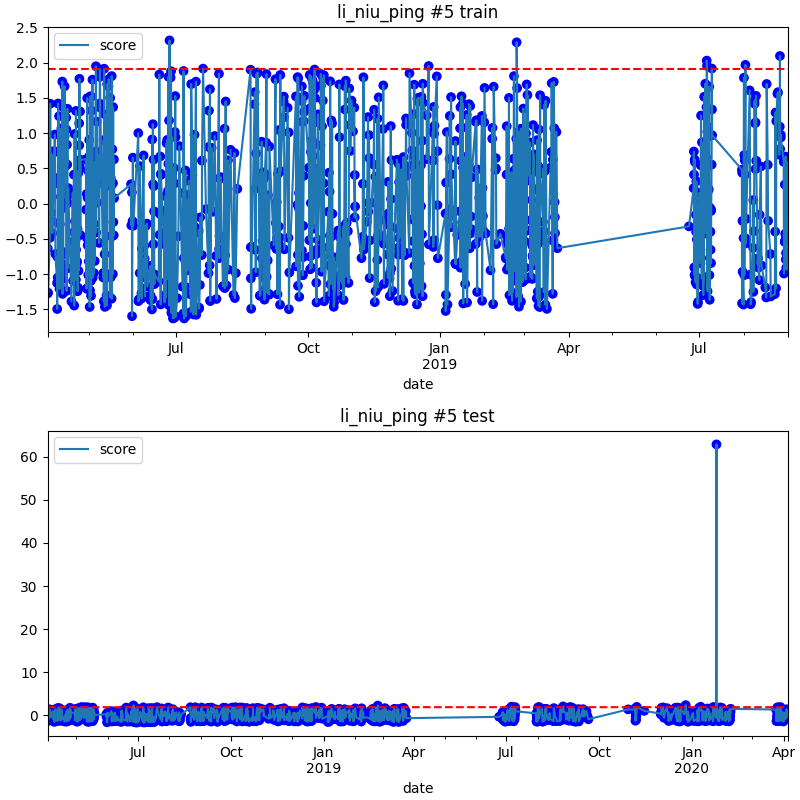 li_niu_ping #5 train
score
2.5
2.0
1.5
1.0
0.5
0.0
−0.5
−1.0
−1.5
Jul
Oct
Jan
2019
Apr
Jul
date
li_niu_ping #5 test
score
60
50
40
30
20
10
0
Jul
Oct
Jan
2019
Apr
Jul
Oct
Jan
2020
Apr
date